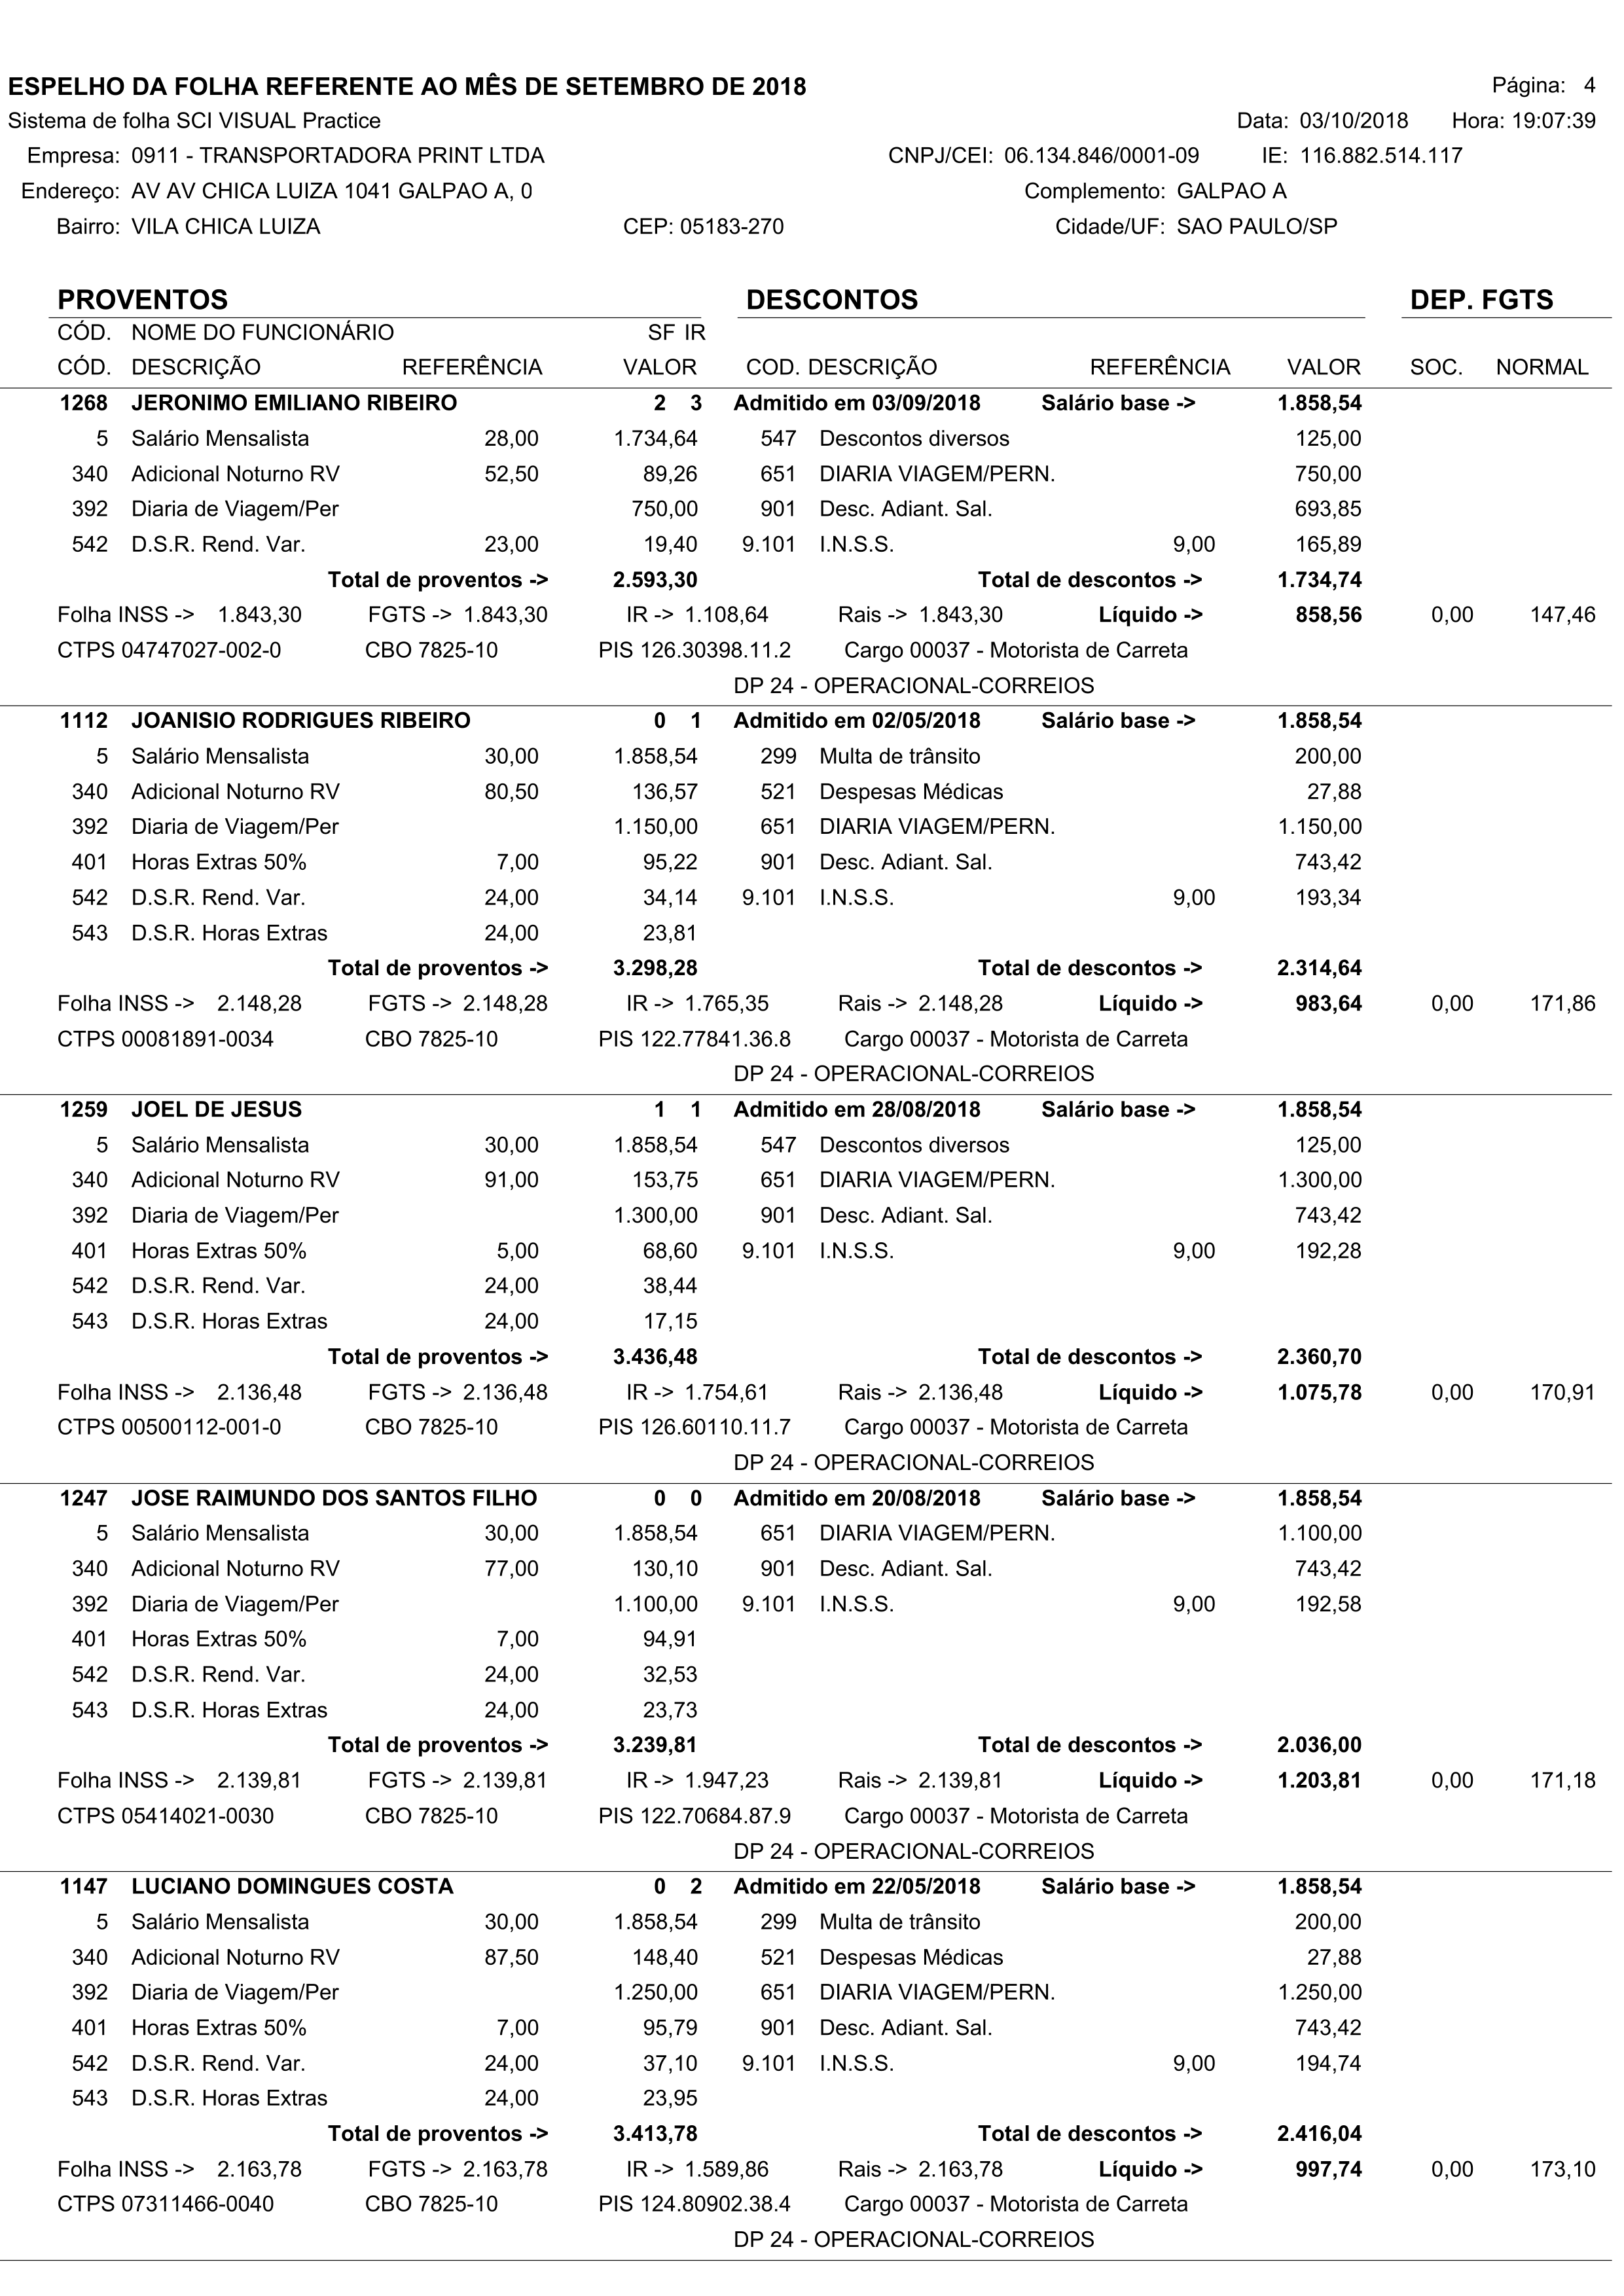 ESPELHO DA FOLHA REFERENTE AO MÊS DE SETEMBRO DE 2018 Página: 4
Sistema de folha SCI VISUAL Practice Data: 03/10/2018 Hora: 19:07:39
Empresa: 0911 - TRANSPORTADORA PRINT LTDA CNPJ/CEI: 06.134.846/0001-09 IE: 116.882.514.117
Endereço: AV AV CHICA LUIZA 1041 GALPAO A, 0 Complemento: GALPAO A
Bairro: VILA CHICA LUIZA CEP: 05183-270 Cidade/UF: SAO PAULO/SP
PROVENTOS DESCONTOS DEP. FGTS
CÓD. NOME DO FUNCIONÁRIO SF IR
CÓD. DESCRIÇÃO REFERÊNCIA VALOR COD. DESCRIÇÃO REFERÊNCIA VALOR SOC. NORMAL
1268 JERONIMO EMILIANO RIBEIRO 2 3 Admitido em 03/09/2018 Salário base -> 1.858,54
5 Salário Mensalista 28,00 1.734,64 547 Descontos diversos 125,00
340 Adicional Noturno RV 52,50 89,26 651 DIARIA VIAGEM/PERN. 750,00
392 Diaria de Viagem/Per 750,00 901 Desc. Adiant. Sal. 693,85
542 D.S.R. Rend. Var. 23,00 19,40 9.101 I.N.S.S. 9,00 165,89
Total de proventos -> 2.593,30 Total de descontos -> 1.734,74
Folha INSS -> 1.843,30 FGTS -> 1.843,30 IR -> 1.108,64 Rais -> 1.843,30 Líquido -> 858,56 0,00 147,46
CTPS 04747027-002-0 CBO 7825-10 PIS 126.30398.11.2 Cargo 00037 - Motorista de Carreta
DP 24 - OPERACIONAL-CORREIOS
1112 JOANISIO RODRIGUES RIBEIRO 0 1 Admitido em 02/05/2018 Salário base -> 1.858,54
5 Salário Mensalista 30,00 1.858,54 299 Multa de trânsito 200,00
340 Adicional Noturno RV 80,50 136,57 521 Despesas Médicas 27,88
392 Diaria de Viagem/Per 1.150,00 651 DIARIA VIAGEM/PERN. 1.150,00
401 Horas Extras 50% 7,00 95,22 901 Desc. Adiant. Sal. 743,42
542 D.S.R. Rend. Var. 24,00 34,14 9.101 I.N.S.S. 9,00 193,34
543 D.S.R. Horas Extras 24,00 23,81
Total de proventos -> 3.298,28 Total de descontos -> 2.314,64
Folha INSS -> 2.148,28 FGTS -> 2.148,28 IR -> 1.765,35 Rais -> 2.148,28 Líquido -> 983,64 0,00 171,86
CTPS 00081891-0034 CBO 7825-10 PIS 122.77841.36.8 Cargo 00037 - Motorista de Carreta
DP 24 - OPERACIONAL-CORREIOS
1259 JOEL DE JESUS 1 1 Admitido em 28/08/2018 Salário base -> 1.858,54
5 Salário Mensalista 30,00 1.858,54 547 Descontos diversos 125,00
340 Adicional Noturno RV 91,00 153,75 651 DIARIA VIAGEM/PERN. 1.300,00
392 Diaria de Viagem/Per 1.300,00 901 Desc. Adiant. Sal. 743,42
401 Horas Extras 50% 5,00 68,60 9.101 I.N.S.S. 9,00 192,28
542 D.S.R. Rend. Var. 24,00 38,44
543 D.S.R. Horas Extras 24,00 17,15
Total de proventos -> 3.436,48 Total de descontos -> 2.360,70
Folha INSS -> 2.136,48 FGTS -> 2.136,48 IR -> 1.754,61 Rais -> 2.136,48 Líquido -> 1.075,78 0,00 170,91
CTPS 00500112-001-0 CBO 7825-10 PIS 126.60110.11.7 Cargo 00037 - Motorista de Carreta
DP 24 - OPERACIONAL-CORREIOS
1247 JOSE RAIMUNDO DOS SANTOS FILHO 0 0 Admitido em 20/08/2018 Salário base -> 1.858,54
5 Salário Mensalista 30,00 1.858,54 651 DIARIA VIAGEM/PERN. 1.100,00
340 Adicional Noturno RV 77,00 130,10 901 Desc. Adiant. Sal. 743,42
392 Diaria de Viagem/Per 1.100,00 9.101 I.N.S.S. 9,00 192,58
401 Horas Extras 50% 7,00 94,91
542 D.S.R. Rend. Var. 24,00 32,53
543 D.S.R. Horas Extras 24,00 23,73
Total de proventos -> 3.239,81 Total de descontos -> 2.036,00
Folha INSS -> 2.139,81 FGTS -> 2.139,81 IR -> 1.947,23 Rais -> 2.139,81 Líquido -> 1.203,81 0,00 171,18
CTPS 05414021-0030 CBO 7825-10 PIS 122.70684.87.9 Cargo 00037 - Motorista de Carreta
DP 24 - OPERACIONAL-CORREIOS
1147 LUCIANO DOMINGUES COSTA 0 2 Admitido em 22/05/2018 Salário base -> 1.858,54
5 Salário Mensalista 30,00 1.858,54 299 Multa de trânsito 200,00
340 Adicional Noturno RV 87,50 148,40 521 Despesas Médicas 27,88
392 Diaria de Viagem/Per 1.250,00 651 DIARIA VIAGEM/PERN. 1.250,00
401 Horas Extras 50% 7,00 95,79 901 Desc. Adiant. Sal. 743,42
542 D.S.R. Rend. Var. 24,00 37,10 9.101 I.N.S.S. 9,00 194,74
543 D.S.R. Horas Extras 24,00 23,95
Total de proventos -> 3.413,78 Total de descontos -> 2.416,04
Folha INSS -> 2.163,78 FGTS -> 2.163,78 IR -> 1.589,86 Rais -> 2.163,78 Líquido -> 997,74 0,00 173,10
CTPS 07311466-0040 CBO 7825-10 PIS 124.80902.38.4 Cargo 00037 - Motorista de Carreta
DP 24 - OPERACIONAL-CORREIOS